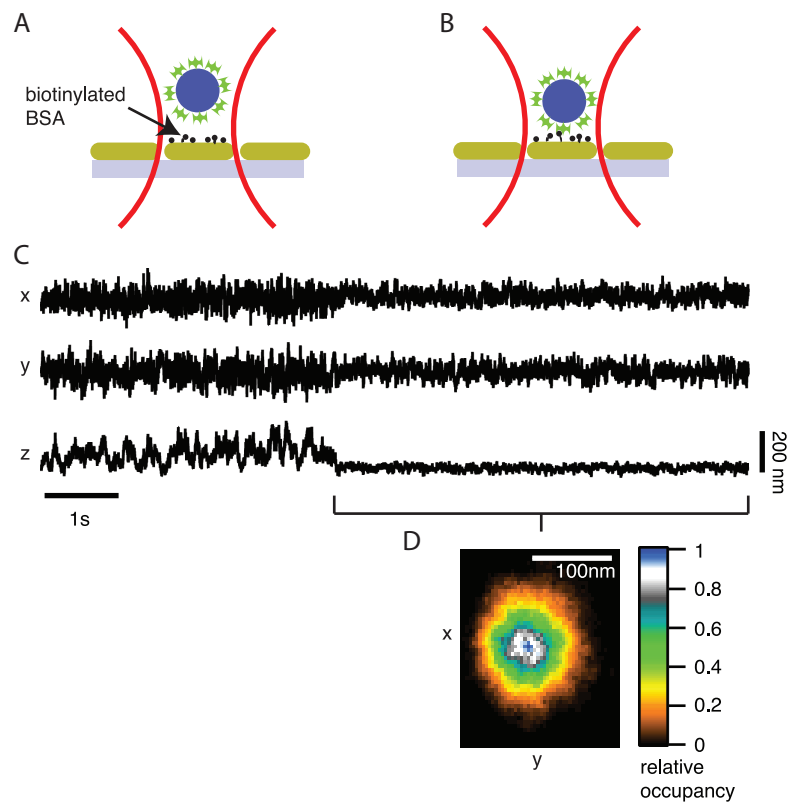 A
B
biotinylated
BSA
C
x
y
z
200 nm
1s
D
100nm
x
y
1
0.8
0.6
0.4
0.2
0
relative
occupancy